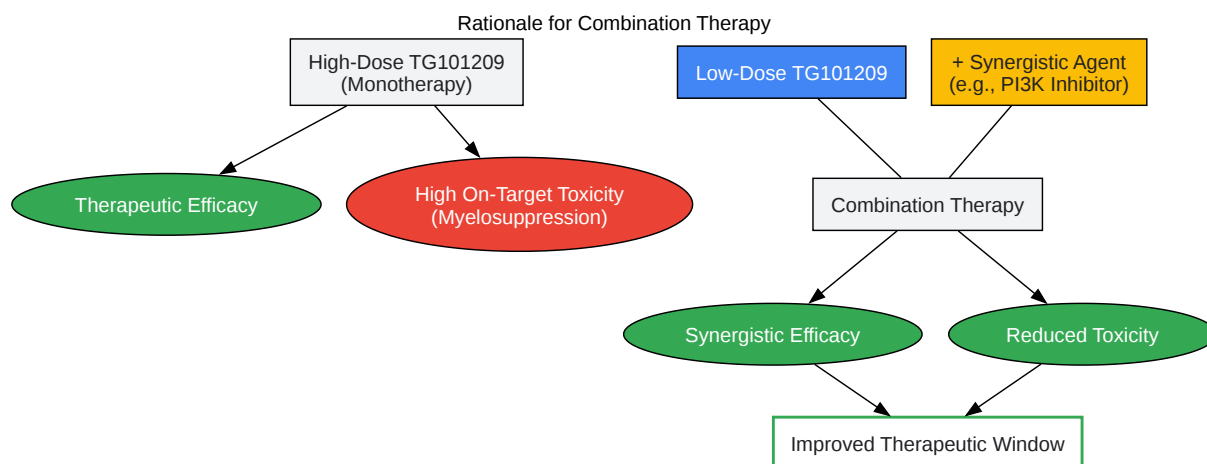 Rationale for Combination Therapy
High-Dose TG101209
(Monotherapy)
Low-Dose TG101209
+ Synergistic Agent
(e.g., PI3K Inhibitor)
Therapeutic Efficacy
High On-Target Toxicity
(Myelosuppression)
Combination Therapy
Synergistic Efficacy
Reduced Toxicity
Improved Therapeutic Window